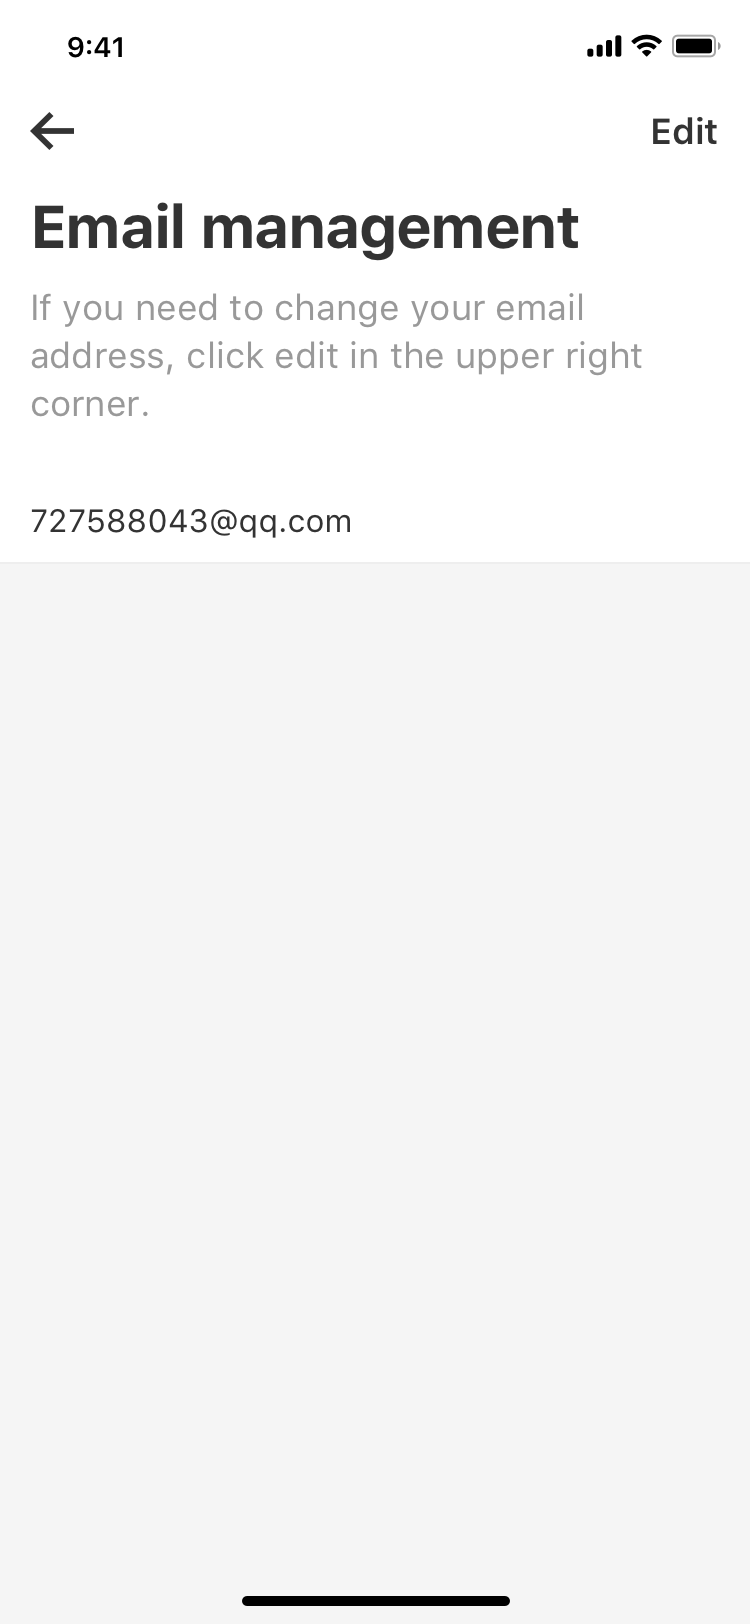 9:41
Edit
Email management
If you need to change your email
address, click edit in the upper right
corner.
727588043@qq.com